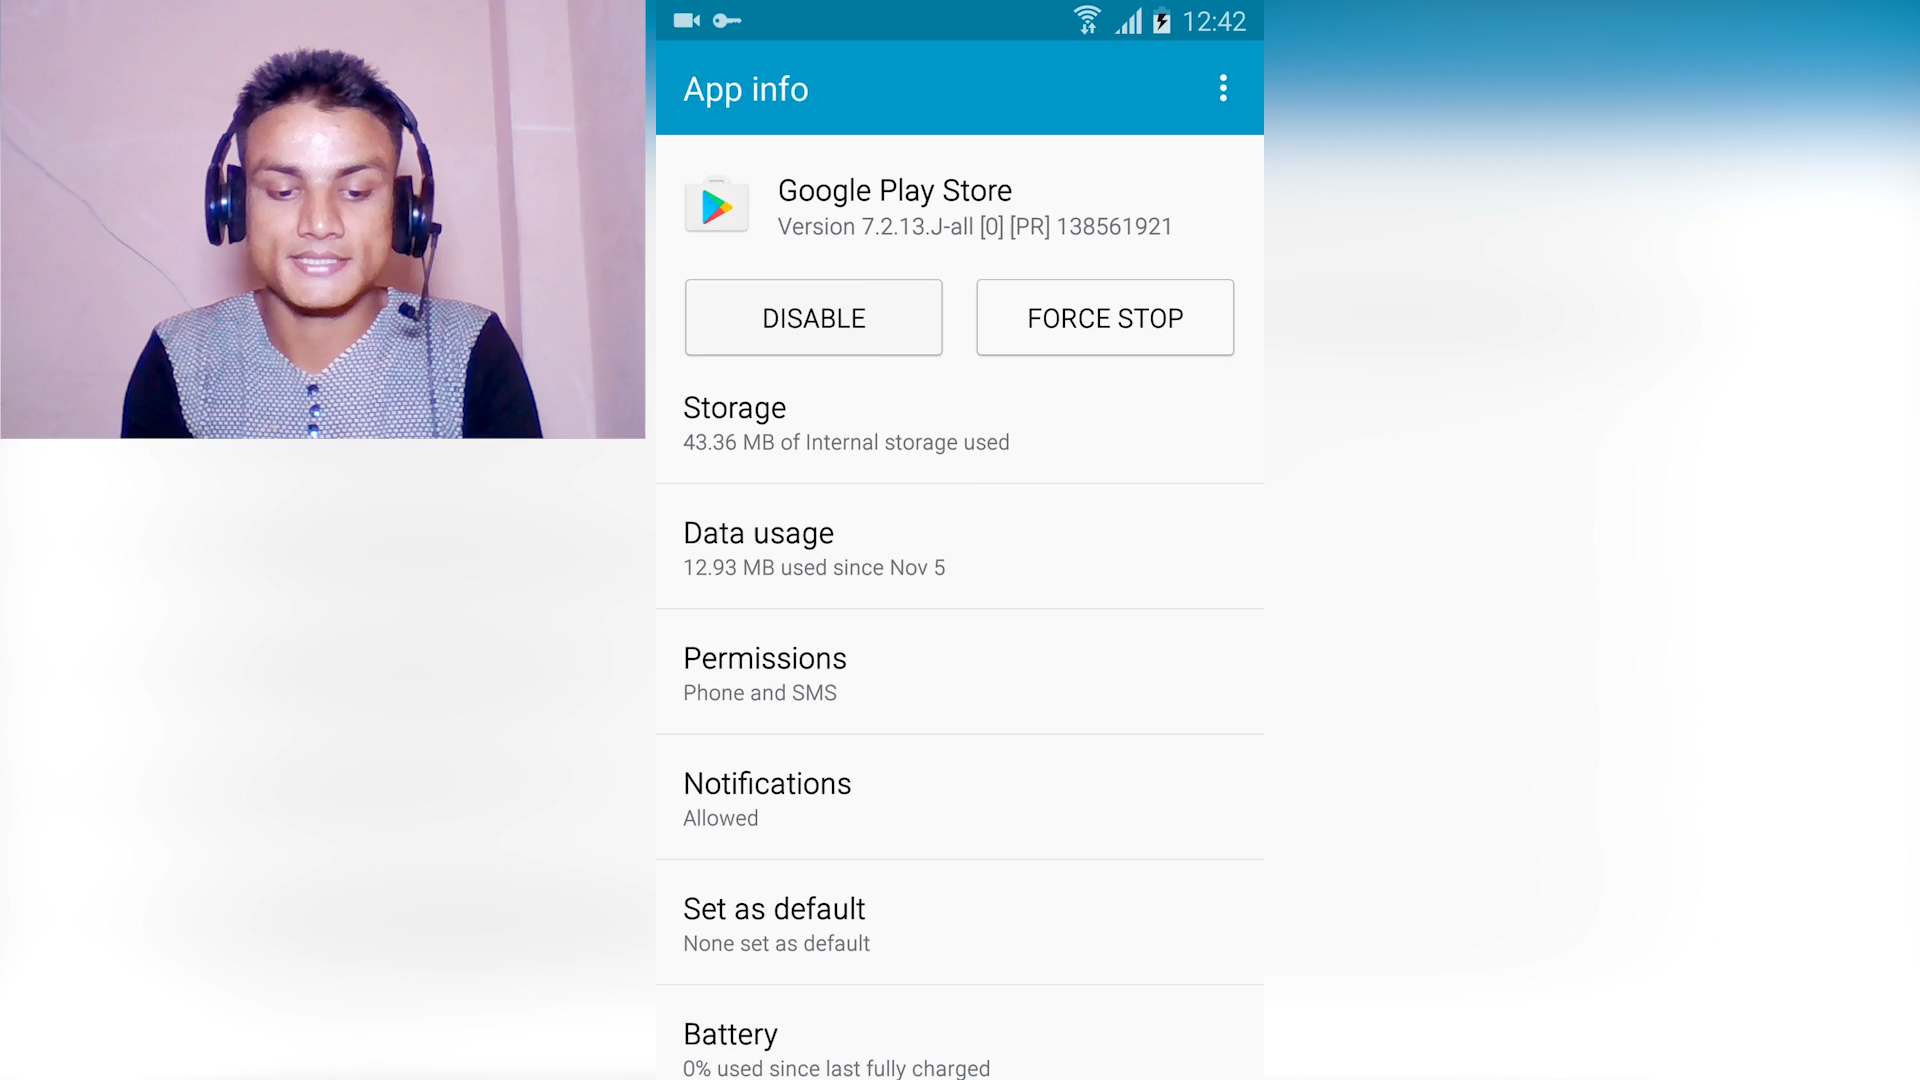 12:42
App info
Google Play Store
Version 7.2.13.J-all [0] [PR] 138561921
DISABLE
FORCE STOP
Storage
43.36 MB of Internal storage used
Data usage
12.93 MB used since Nov 5
Permissions
Phone and SMS
Notifications
Allowed
Set as default
None set as default
Battery
0% used since last fully charged